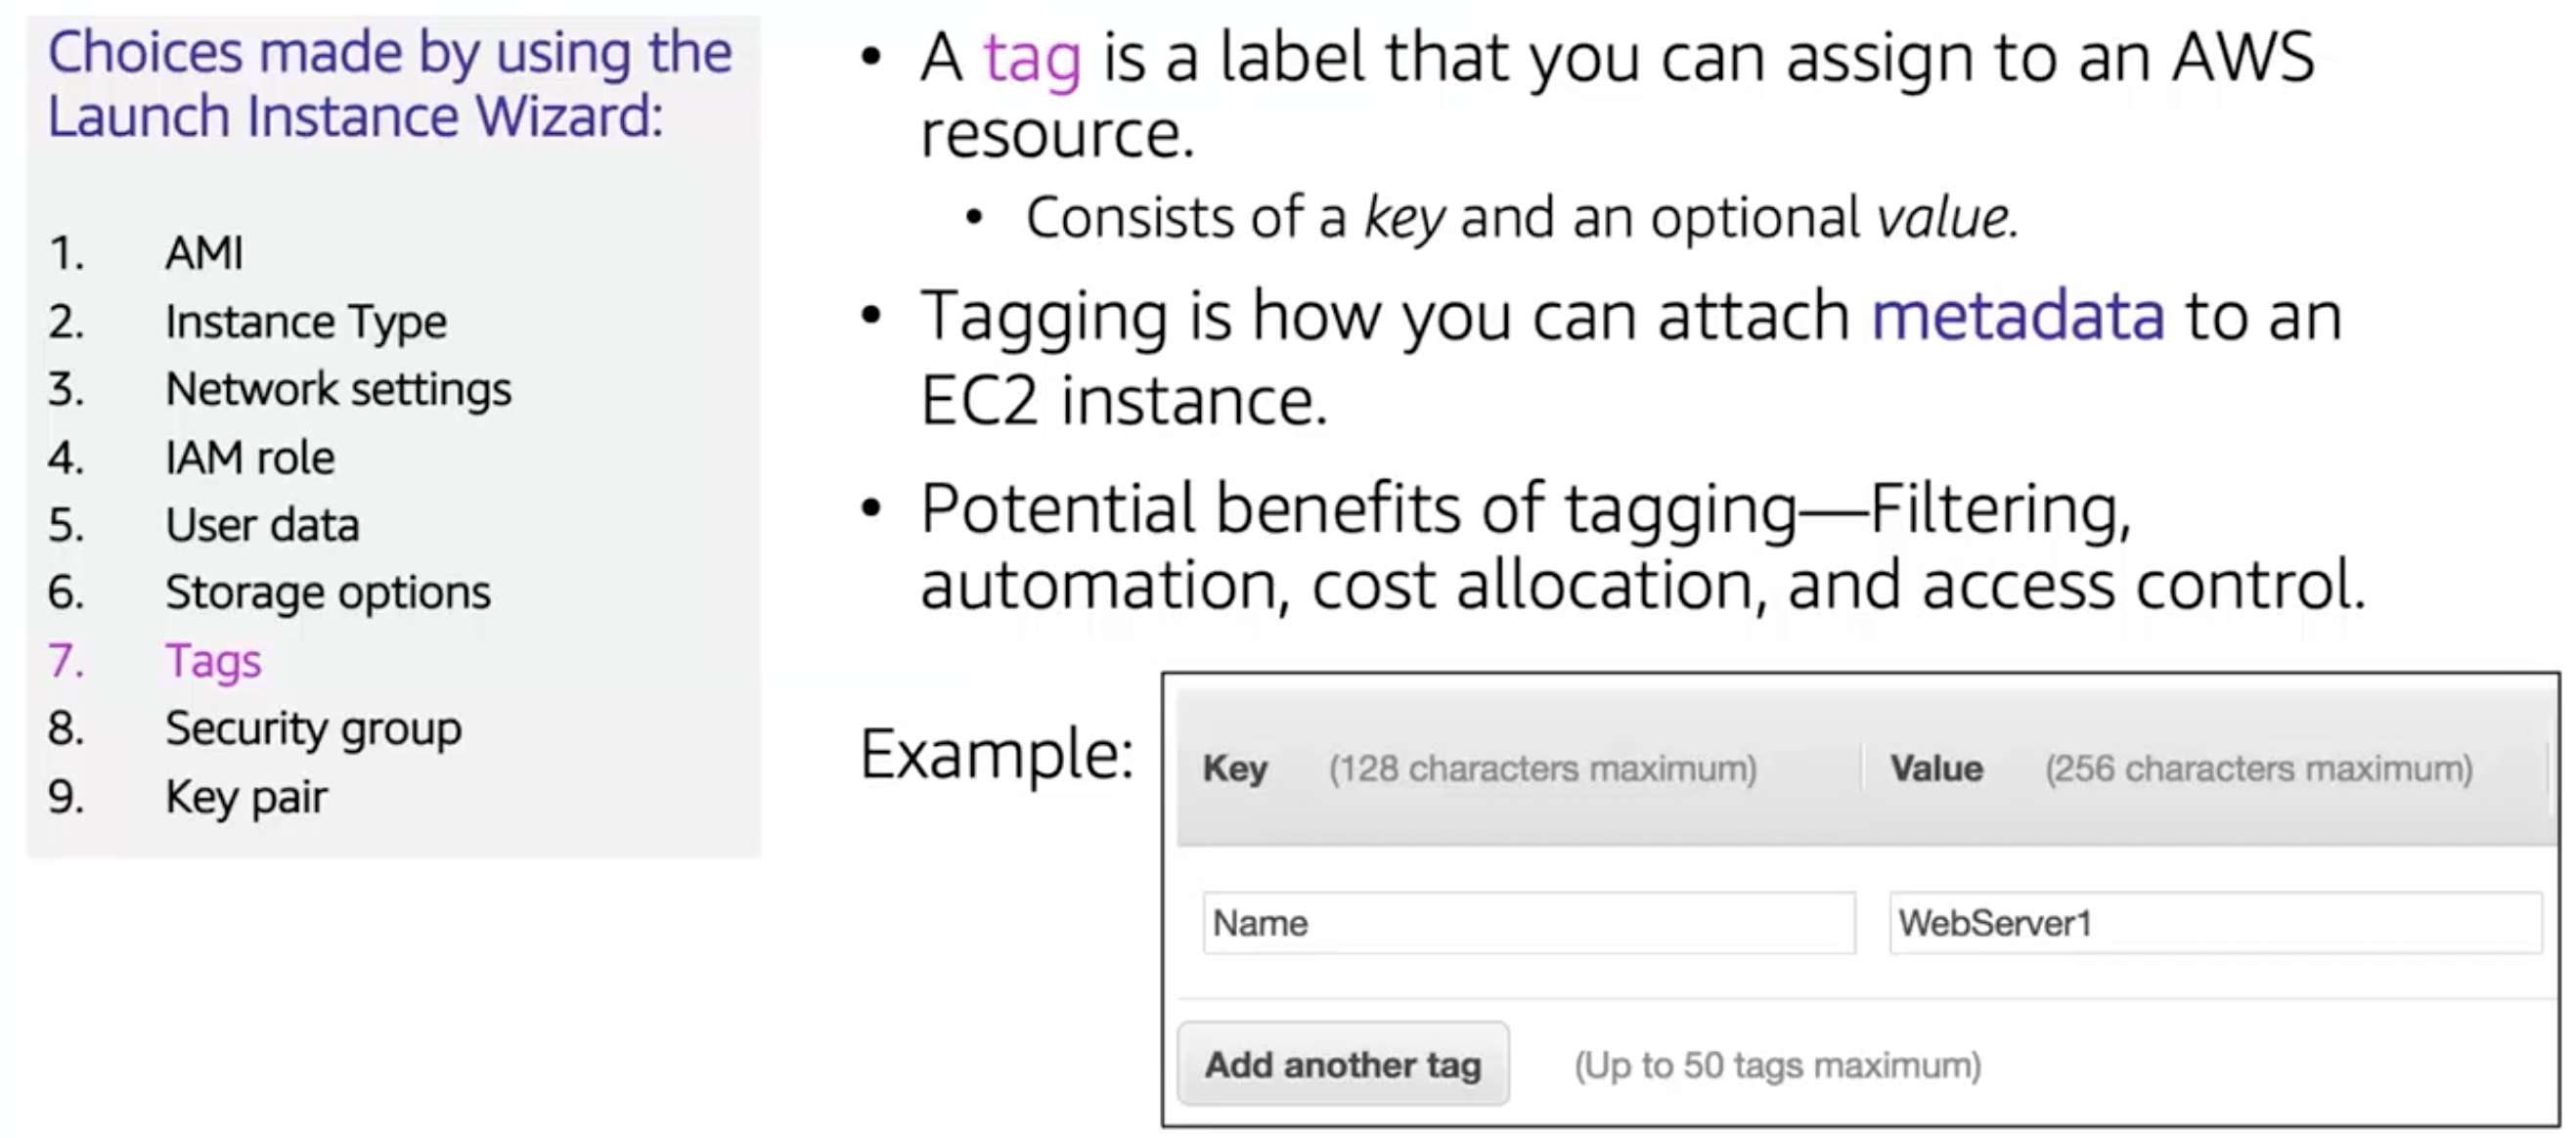 Choices made by using the
Launch Instance Wizard:
1. AMI
2. Instance Type
3. Network settings
4. IAM role
5. User data
6. Storage options
7. Tags
8. Security group
9. Key pair
• A tag is a label that you can assign to an AWS
resource.
• Consists of a key and an optional value.
• Tagging is how you can attach metadata to an
EC2 instance.
• Potential benefits of tagging—Filtering,
automation, cost allocation, and access control.
Example:
Key (128 characters maximum) Value (256 characters maximum)
Name WebServer1
Add another tag (Up to 50 tags maximum)